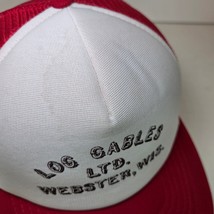 LOG GABLES
LTD.
WEBSTER, WIS.